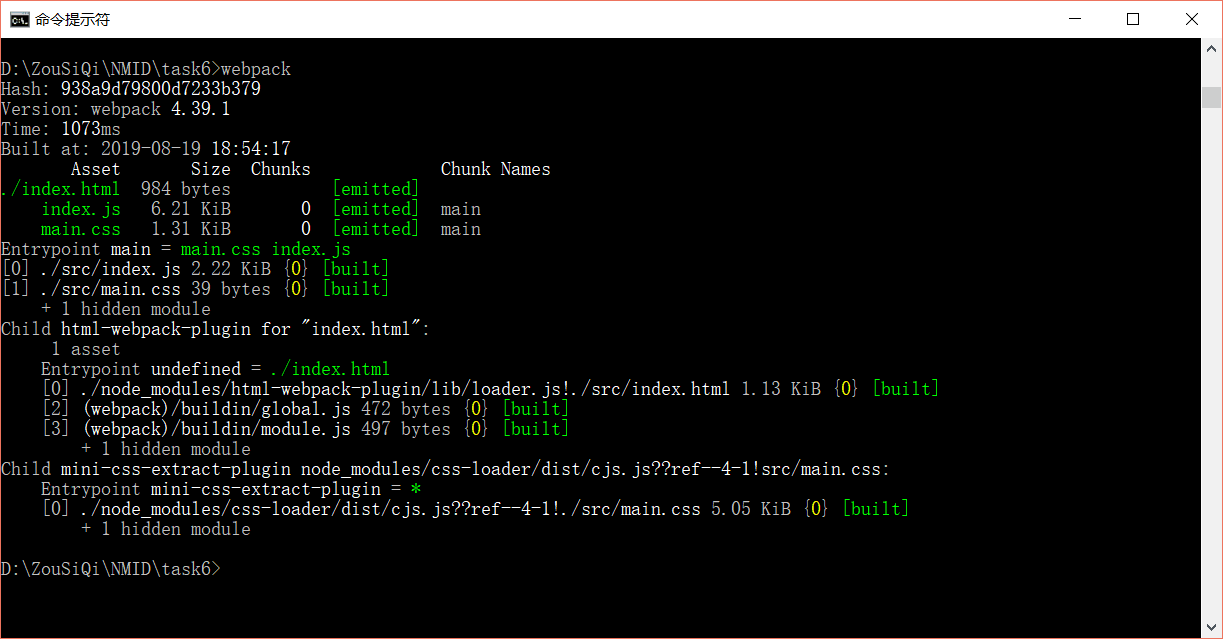 命令提示符
D:\ZouSiQi\NMID\task6>webpack
Hash: 938a9d79800d7233b379
Version: webpack 4.39.1
Time: 1073ms
Built at: 2019-08-19 18:54:17
Asset Size Chunks Chunk Names
./index.html 984 bytes [emitted]
index.js 6.21 KiB 0 [emitted] main
main.css 1.31 KiB 0 [emitted] main
Entrypoint main = main.css index.js
[0] ./src/index.js 2.22 KiB {0} [built]
[1] ./src/main.css 39 bytes {0} [built]
+ 1 hidden module
Child html-webpack-plugin for "index.html":
1 asset
Entrypoint undefined = ./index.html
[0] ./node_modules/html-webpack-plugin/lib/loader.js!./src/index.html 1.13 KiB {0} [built]
[2] (webpack)/buildin/global.js 472 bytes {0} [built]
[3] (webpack)/buildin/module.js 497 bytes {0} [built]
+ 1 hidden module
Child mini-css-extract-plugin node_modules/css-loader/dist/cjs.js??ref--4-1!src/main.css:
Entrypoint mini-css-extract-plugin = *
[0] ./node_modules/css-loader/dist/cjs.js??ref--4-1!./src/main.css 5.05 KiB {0} [built]
+ 1 hidden module
D:\ZouSiQi\NMID\task6>